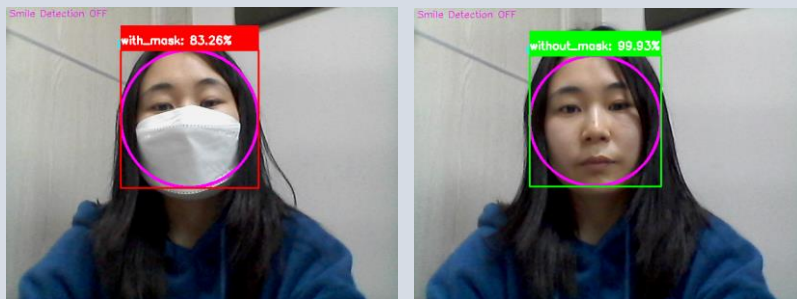 Smile Detection OFF
with_mask: 83.26%
Smile Detection OFF
without_mask: 99.93%